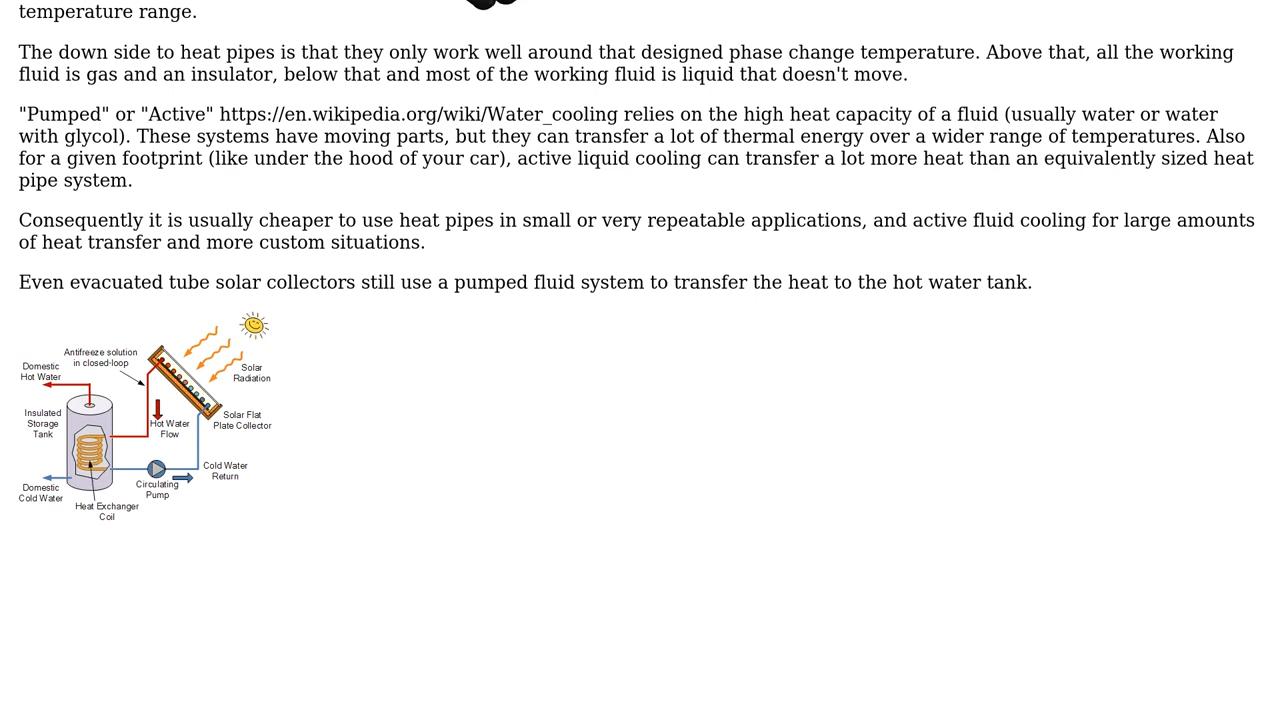 temperature range.
The down side to heat pipes is that they only work well around that designed phase change temperature. Above that, all the working
fluid is gas and an insulator, below that and most of the working fluid is liquid that doesn't move.
"Pumped" or "Active" https://en.wikipedia.org/wiki/Water_cooling relies on the high heat capacity of a fluid (usually water or water
with glycol). These systems have moving parts, but they can transfer a lot of thermal energy over a wider range of temperatures. Also
for a given footprint (like under the hood of your car), active liquid cooling can transfer a lot more heat than an equivalently sized heat
pipe system.
Consequently it is usually cheaper to use heat pipes in small or very repeatable applications, and active fluid cooling for large amounts
of heat transfer and more custom situations.
Even evacuated tube solar collectors still use a pumped fluid system to transfer the heat to the hot water tank.
Antifreeze solution
in closed-loop
Domestic
Hot Water
Solar
Radiation
Insulated
Storage
Tank
Hot Water
Flow
Solar Flat
Plate Collector
Cold Water
Return
Circulating
Pump
Domestic
Cold Water
Heat Exchanger
Coil